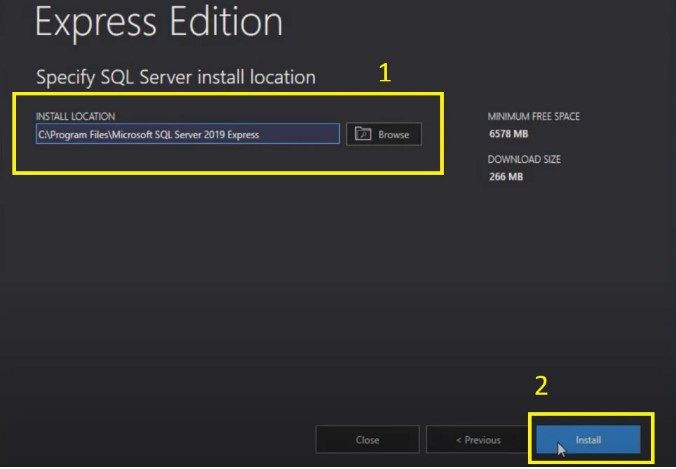 Express Edition
Specify SQL Server install location
1
INSTALL LOCATION
C:\Program Files\Microsoft SQL Server 2019 Express
Browse
MINIMUM FREE SPACE
6578 MB
DOWNLOAD SIZE
266 MB
2
Close
< Previous
Install